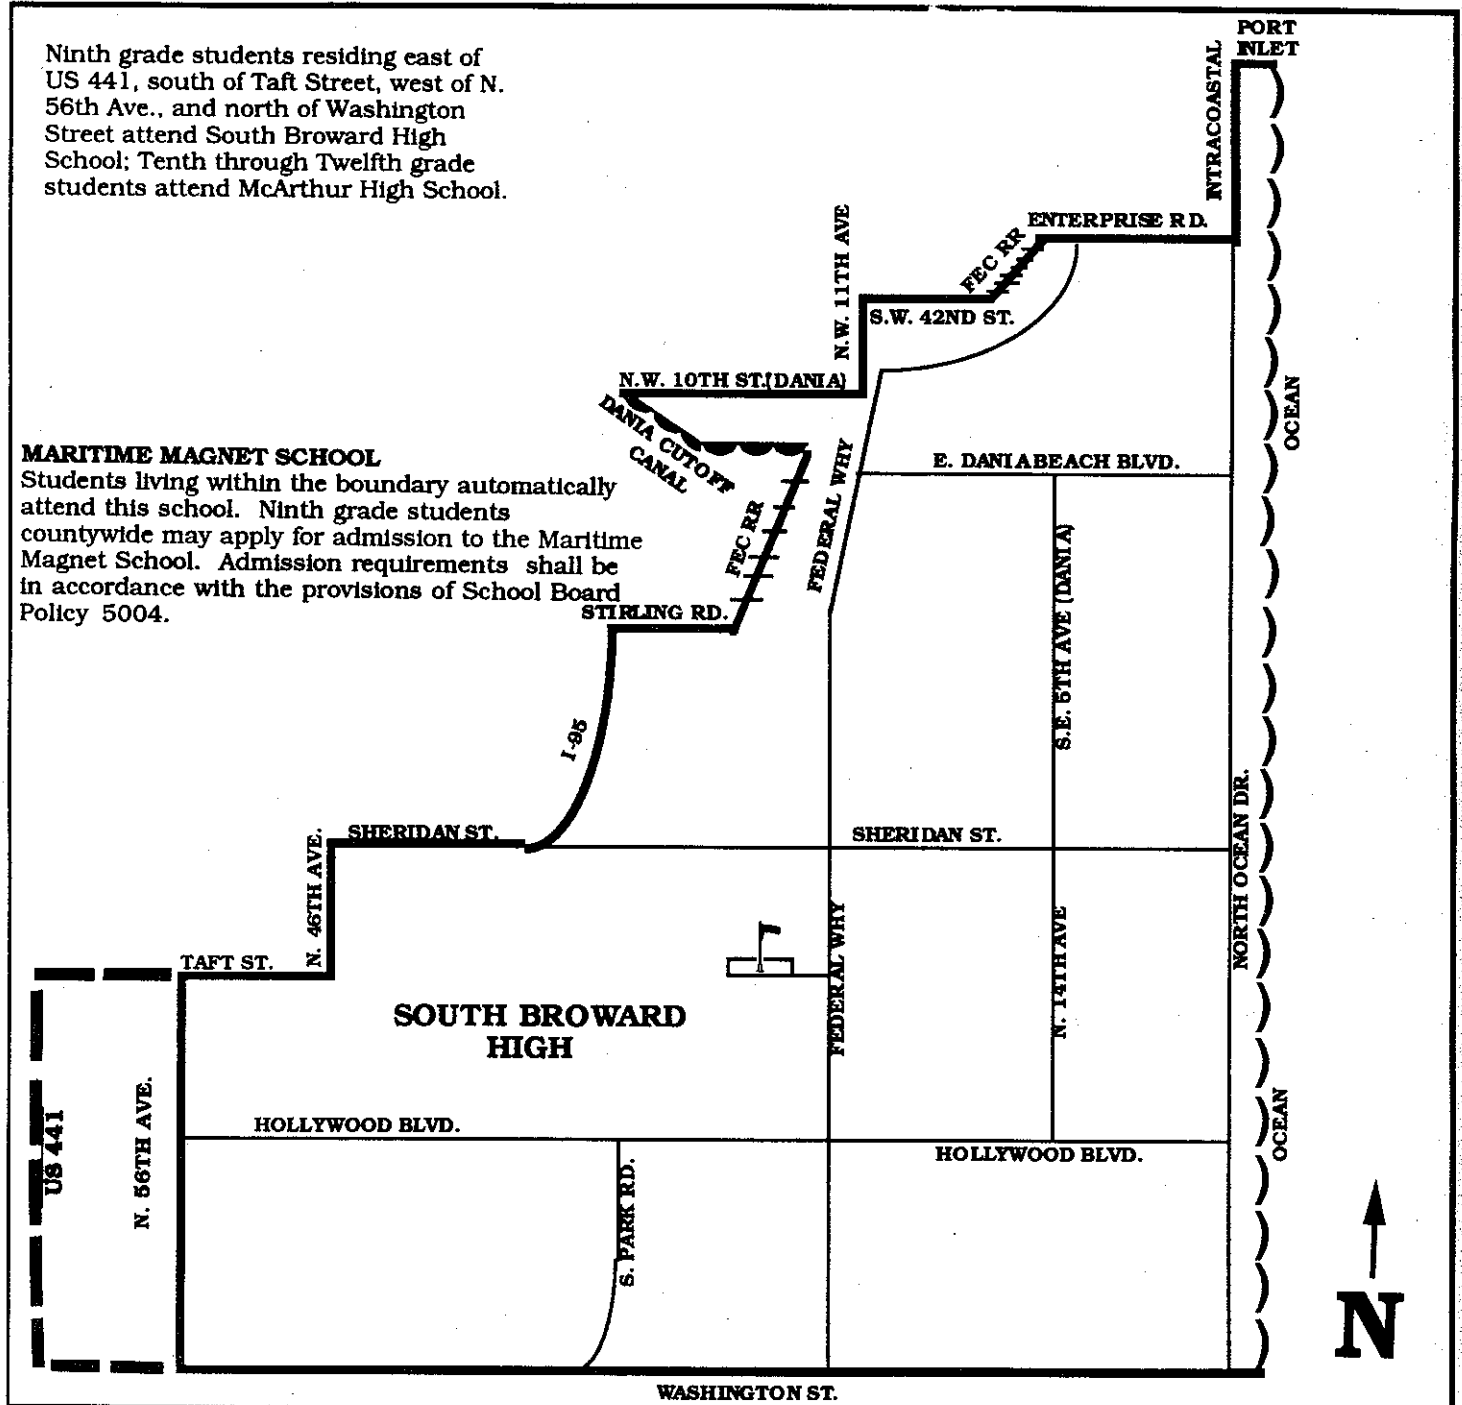 PORT
INLET
INTRACOASTAL
Ninth grade students residing east of
US 441, south of Taft Street, west of N.
56th Ave., and north of Washington
Street attend South Broward High
School; Tenth through Twelfth grade
students attend McArthur High School.
ENTERPRISE RD.
FEC RR
N.W. 11TH AVE
S.W. 42ND ST.
N.W. 10TH ST.(DANIA)
DANIA CUTOFF
CANAL
OCEAN
MARITIME MAGNET SCHOOL
Students living within the boundary automatically
attend this school. Ninth grade students
countywide may apply for admission to the Maritime
Magnet School. Admission requirements shall be
in accordance with the provisions of School Board
Policy 5004.
FEC RR
FEDERAL WHY
E. DANIA BEACH BLVD.
S.E. 5TH AVE (DANIA)
STIRLING RD.
I-95
NORTH OCEAN DR.
SHERIDAN ST.
SHERIDAN ST.
N. 46TH AVE.
TAFT ST.
FEDERAL WHY
N. 14TH AVE
SOUTH BROWARD
HIGH
US 441
N. 56TH AVE.
HOLLYWOOD BLVD.
HOLLYWOOD BLVD.
OCEAN
S. PARK RD.
N
WASHINGTON ST.